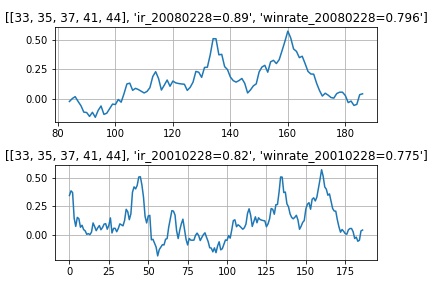 [[33, 35, 37, 41, 44], 'ir_20080228=0.89', 'winrate_20080228=0.796']
0.50
0.25
0.00
80 100 120 140 160 180
[[33, 35, 37, 41, 44], 'ir_20010228=0.82', 'winrate_20010228=0.775']
0.50
0.25
0.00
0 25 50 75 100 125 150 175